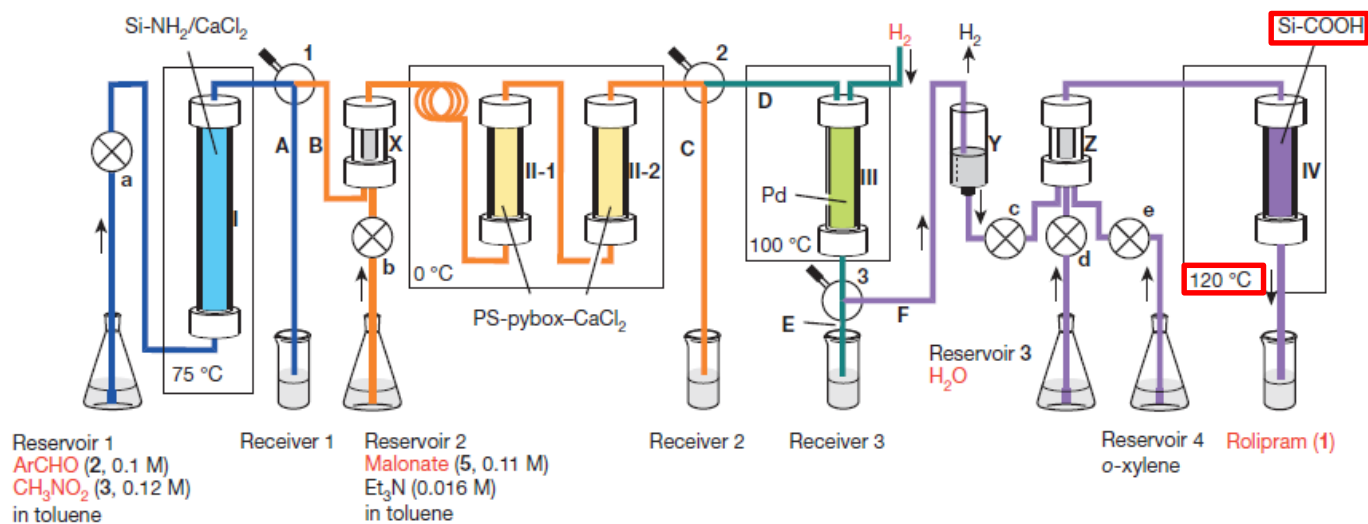 Si-NH₂/CaCl₂
1
2
H₂
H₂
Si-COOH
a
I
A
B
X
II-1
II-2
C
D
III
Pd
Y
Z
IV
b
c
d
e
75 °C
0 °C
100 °C
120 °C
PS-pybox–CaCl₂
3
E
F
Reservoir 1
ArCHO (2, 0.1 M)
CH₃NO₂ (3, 0.12 M)
in toluene
Receiver 1
Reservoir 2
Malonate (5, 0.11 M)
Et₃N (0.016 M)
in toluene
Receiver 2
Receiver 3
Reservoir 3
H₂O
Reservoir 4
o-xylene
Rolipram (1)